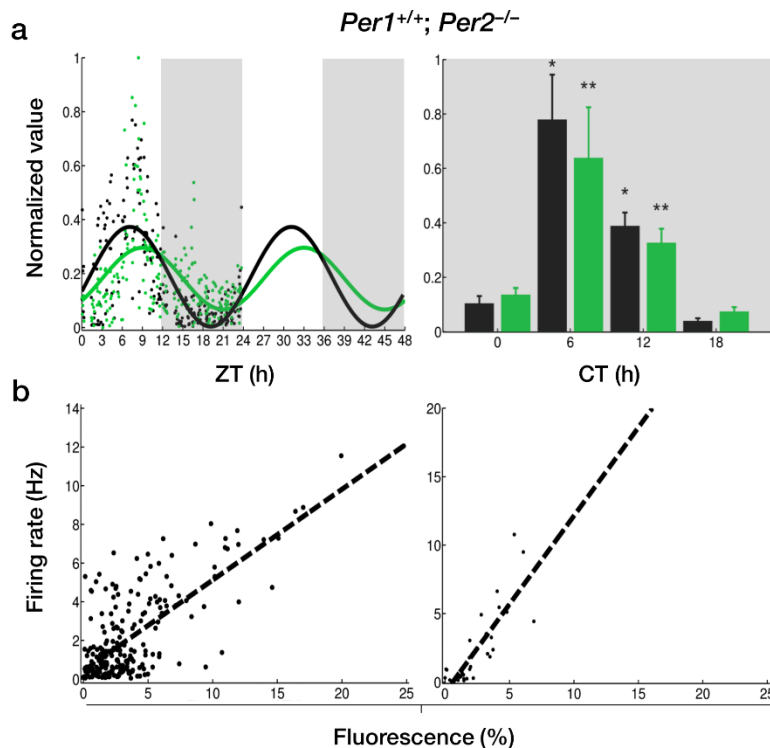 Per1+/+; Per2–/–
a
Normalized value
1
0.8
0.6
0.4
0.2
0
0 3 6 9 12 15 18 21 24 27 30 33 36 39 42 45 48
ZT (h)
1
0.8
0.6
0.4
0.2
0
* ** * **
0 6 12 18
CT (h)
b
Firing rate (Hz)
14
12
10
8
6
4
2
0
0 5 10 15 20 25
20
15
10
5
0
0 5 10 15 20 25
Fluorescence (%)